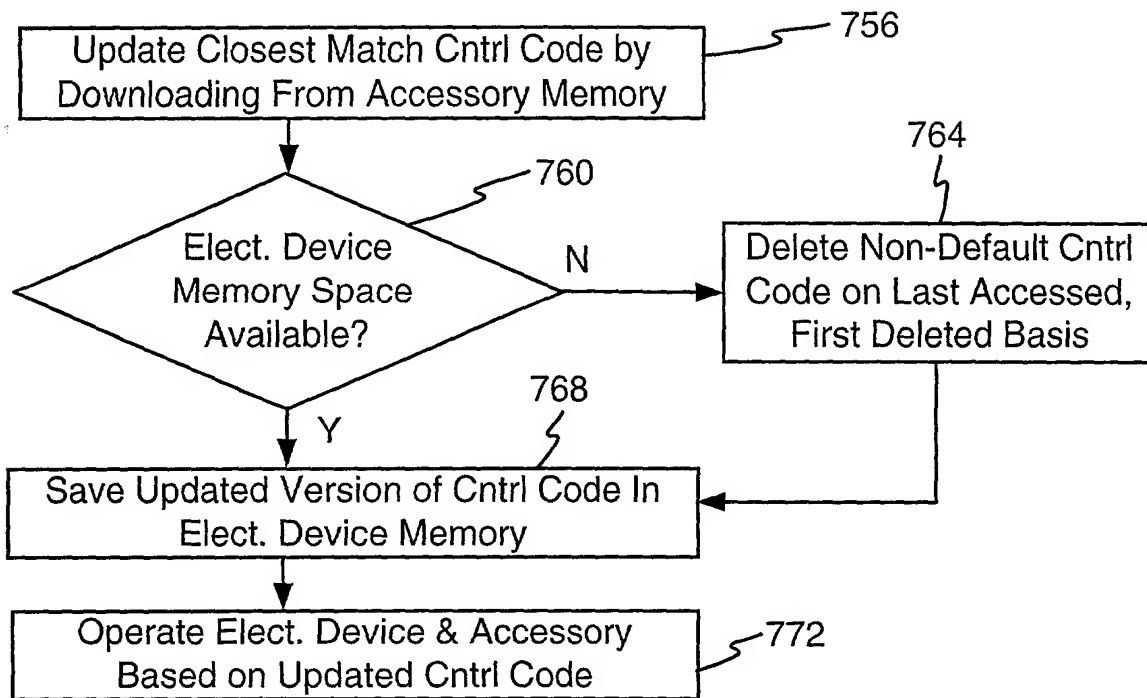 756
Update Closest Match Cntrl Code by
Downloading From Accessory Memory
760
Elect. Device
Memory Space
Available?
N
764
Delete Non-Default Cntrl
Code on Last Accessed,
First Deleted Basis
Y
768
Save Updated Version of Cntrl Code In
Elect. Device Memory
Operate Elect. Device & Accessory
Based on Updated Cntrl Code
772